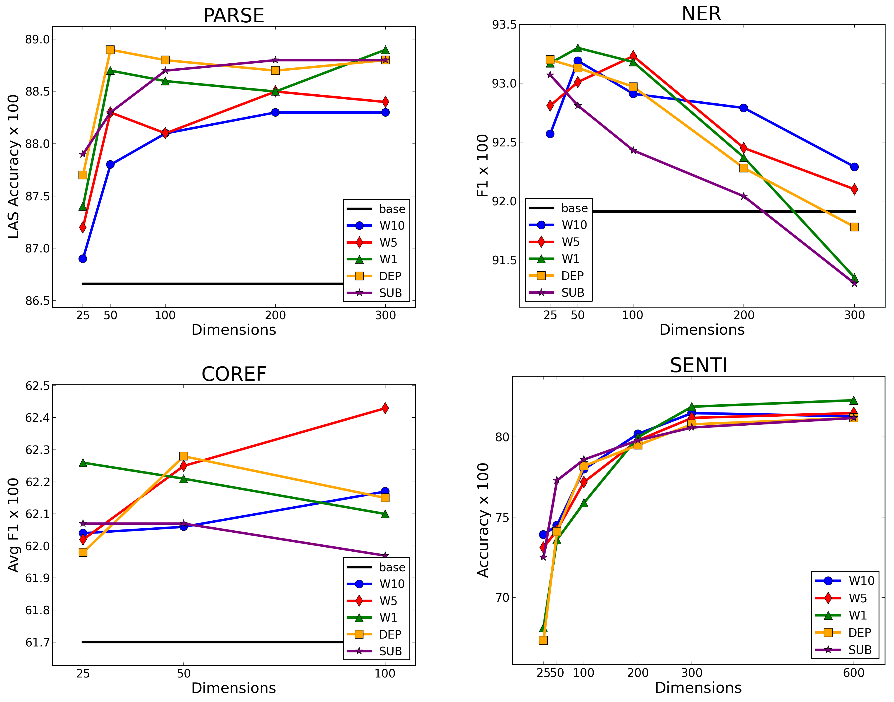 PARSE
89.0
88.5
88.0
87.5
87.0
86.5
LAS Accuracy x 100
25 50 100 200 300
Dimensions
base
W10
W5
W1
DEP
SUB
NER
93.5
93.0
92.5
92.0
91.5
F1 x 100
25 50 100 200 300
Dimensions
base
W10
W5
W1
DEP
SUB
COREF
62.5
62.4
62.3
62.2
62.1
62.0
61.9
61.8
61.7
Avg F1 x 100
25 50 100
Dimensions
base
W10
W5
W1
DEP
SUB
SENTI
80
75
70
Accuracy x 100
25 50 100 200 300 600
Dimensions
W10
W5
W1
DEP
SUB